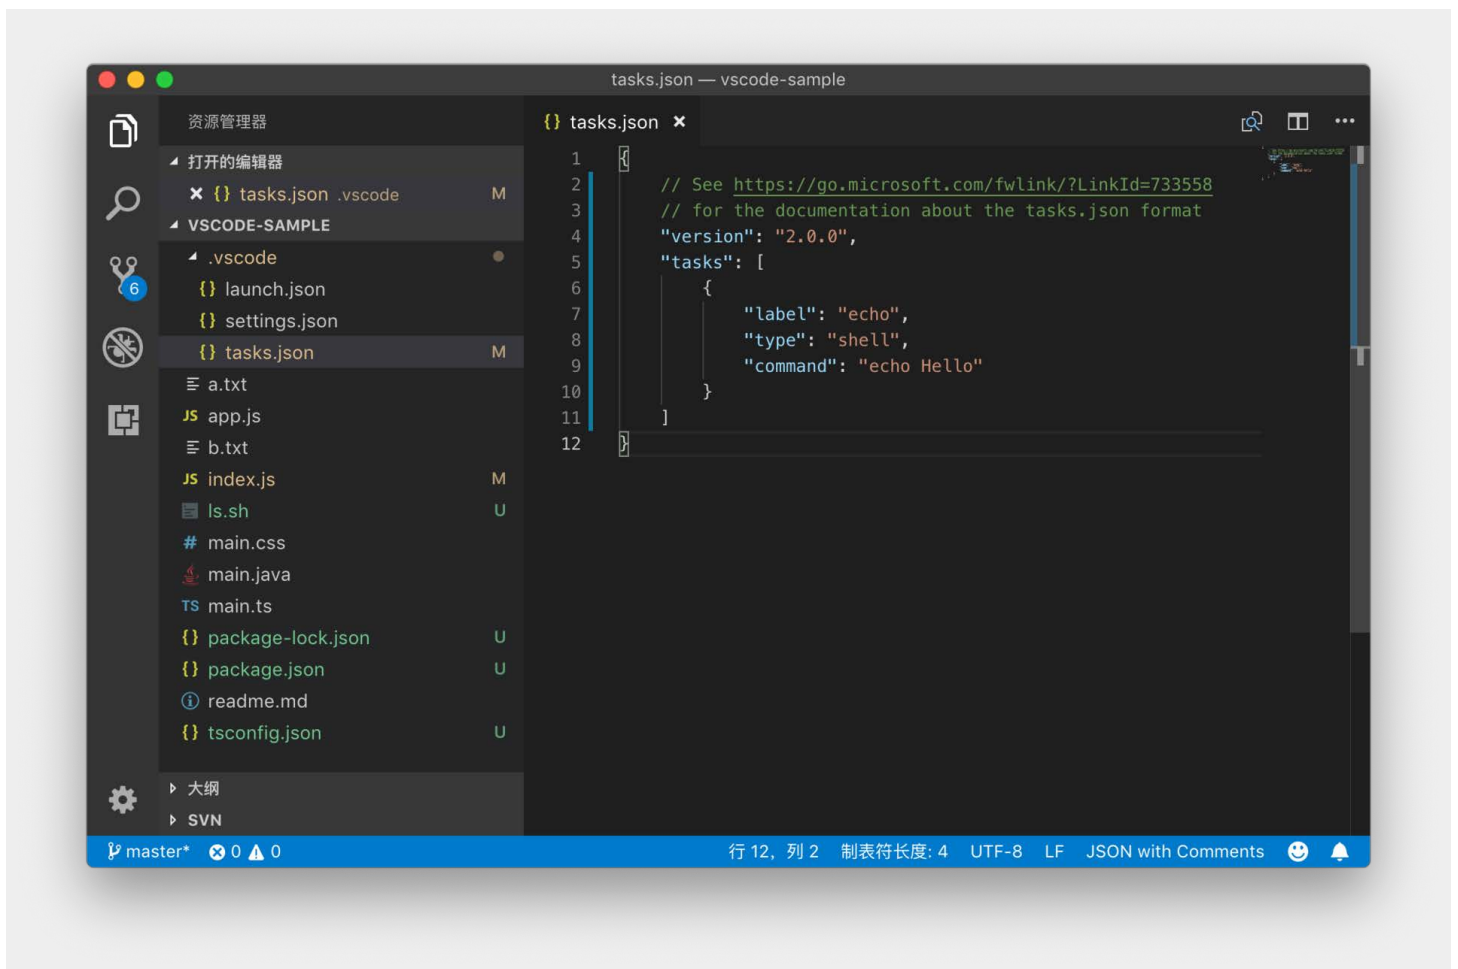 tasks.json — vscode-sample
资源管理器
打开的编辑器
tasks.json .vscode M
VSCODE-SAMPLE
.vscode
{} launch.json
{} settings.json
{} tasks.json M
a.txt
JS app.js
b.txt
JS index.js M
ls.sh U
# main.css
main.java
TS main.ts
{} package-lock.json U
{} package.json U
readme.md
{} tsconfig.json U
大纲
SVN
6
{} tasks.json
1 {
2 // See https://go.microsoft.com/fwlink/?LinkId=733558
3 // for the documentation about the tasks.json format
4 "version": "2.0.0",
5 "tasks": [
6 {
7 "label": "echo",
8 "type": "shell",
9 "command": "echo Hello"
10 }
11 ]
12 }
master* 0 0 行 12，列 2 制表符长度: 4 UTF-8 LF JSON with Comments